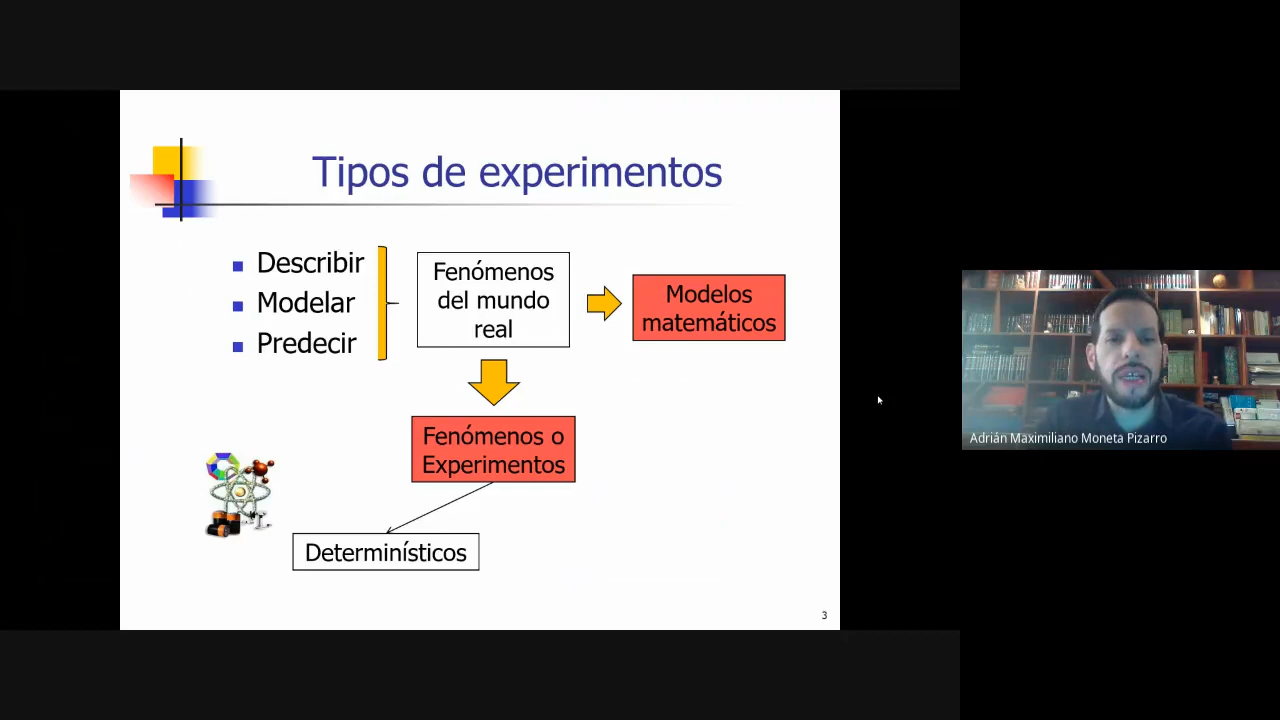 Tipos de experimentos
Describir
Modelar
Predecir
Fenómenos
del mundo
real
Modelos
matemáticos
Fenómenos o
Experimentos
Determinísticos
3
Adrián Maximiliano Moneta Pizarro